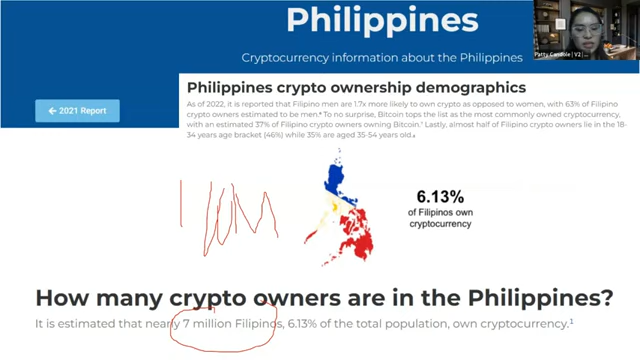 Philippines
Cryptocurrency information about the Philippines
Patty Candole | V2 |
← 2021 Report
Philippines crypto ownership demographics
As of 2022, it is reported that Filipino men are 1.7x more likely to own crypto as opposed to women, with 63% of Filipino
crypto owners estimated to be men.⁸ To no surprise, Bitcoin tops the list as the most commonly owned cryptocurrency,
with an estimated 37% of Filipino crypto owners owning Bitcoin.⁷ Lastly, almost half of Filipino crypto owners lie in the 18-
34 years age bracket (46%) while 35% are aged 35-54 years old.
6.13%
of Filipinos own
cryptocurrency
How many crypto owners are in the Philippines?
It is estimated that nearly 7 million Filipinos, 6.13% of the total population, own cryptocurrency.¹